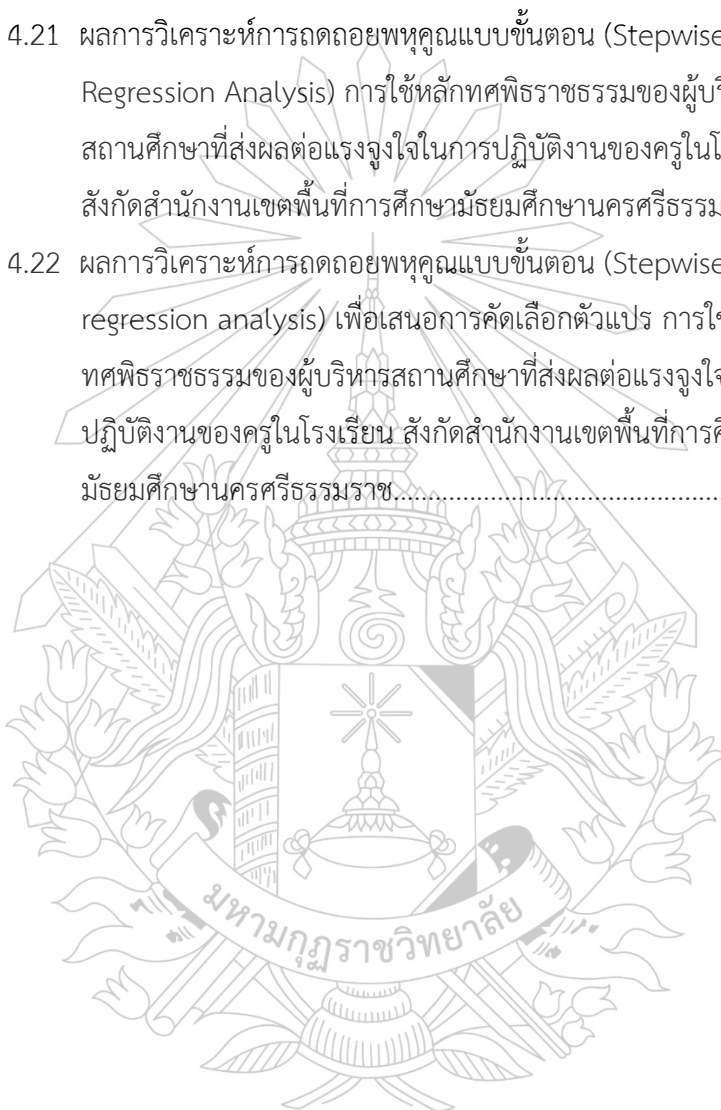 4.21 ผลการวิเคราะห์การถดถอยพหุคูณแบบขั้นตอน (Stepwise
Regression Analysis) การใช้หลักทศพิธราชธรรมของผู้บริ
สถานศึกษาที่ส่งผลต่อแรงจูงใจในการปฏิบัติงานของครูในโ
สังกัดสำนักงานเขตพื้นที่การศึกษามัธยมศึกษานครศรีธรรม
4.22 ผลการวิเคราะห์การถดถอยพหุคูณแบบขั้นตอน (Stepwise
regression analysis) เพื่อเสนอการคัดเลือกตัวแปร การใช
ทศพิธราชธรรมของผู้บริหารสถานศึกษาที่ส่งผลต่อแรงจูงใจ
ปฏิบัติงานของครูในโรงเรียน สังกัดสำนักงานเขตพื้นที่การศึ
มัธยมศึกษานครศรีธรรมราช..............................................
มหามกุฏราชวิทยาลัย